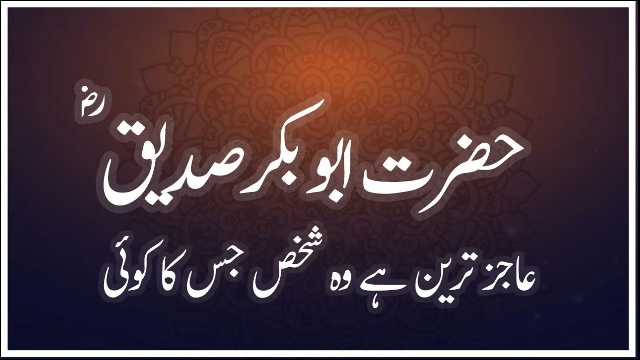 حضرت ابو بکر صدیق رض
عاجز ترین ہے وہ شخص جس کا کوئی